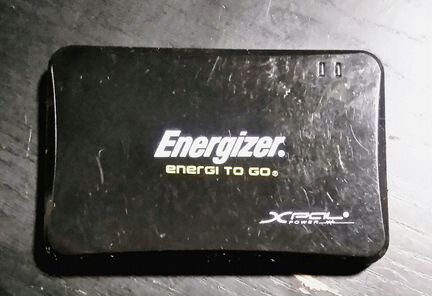 Energizer®
energi TO GO®
XPAL®
POWER